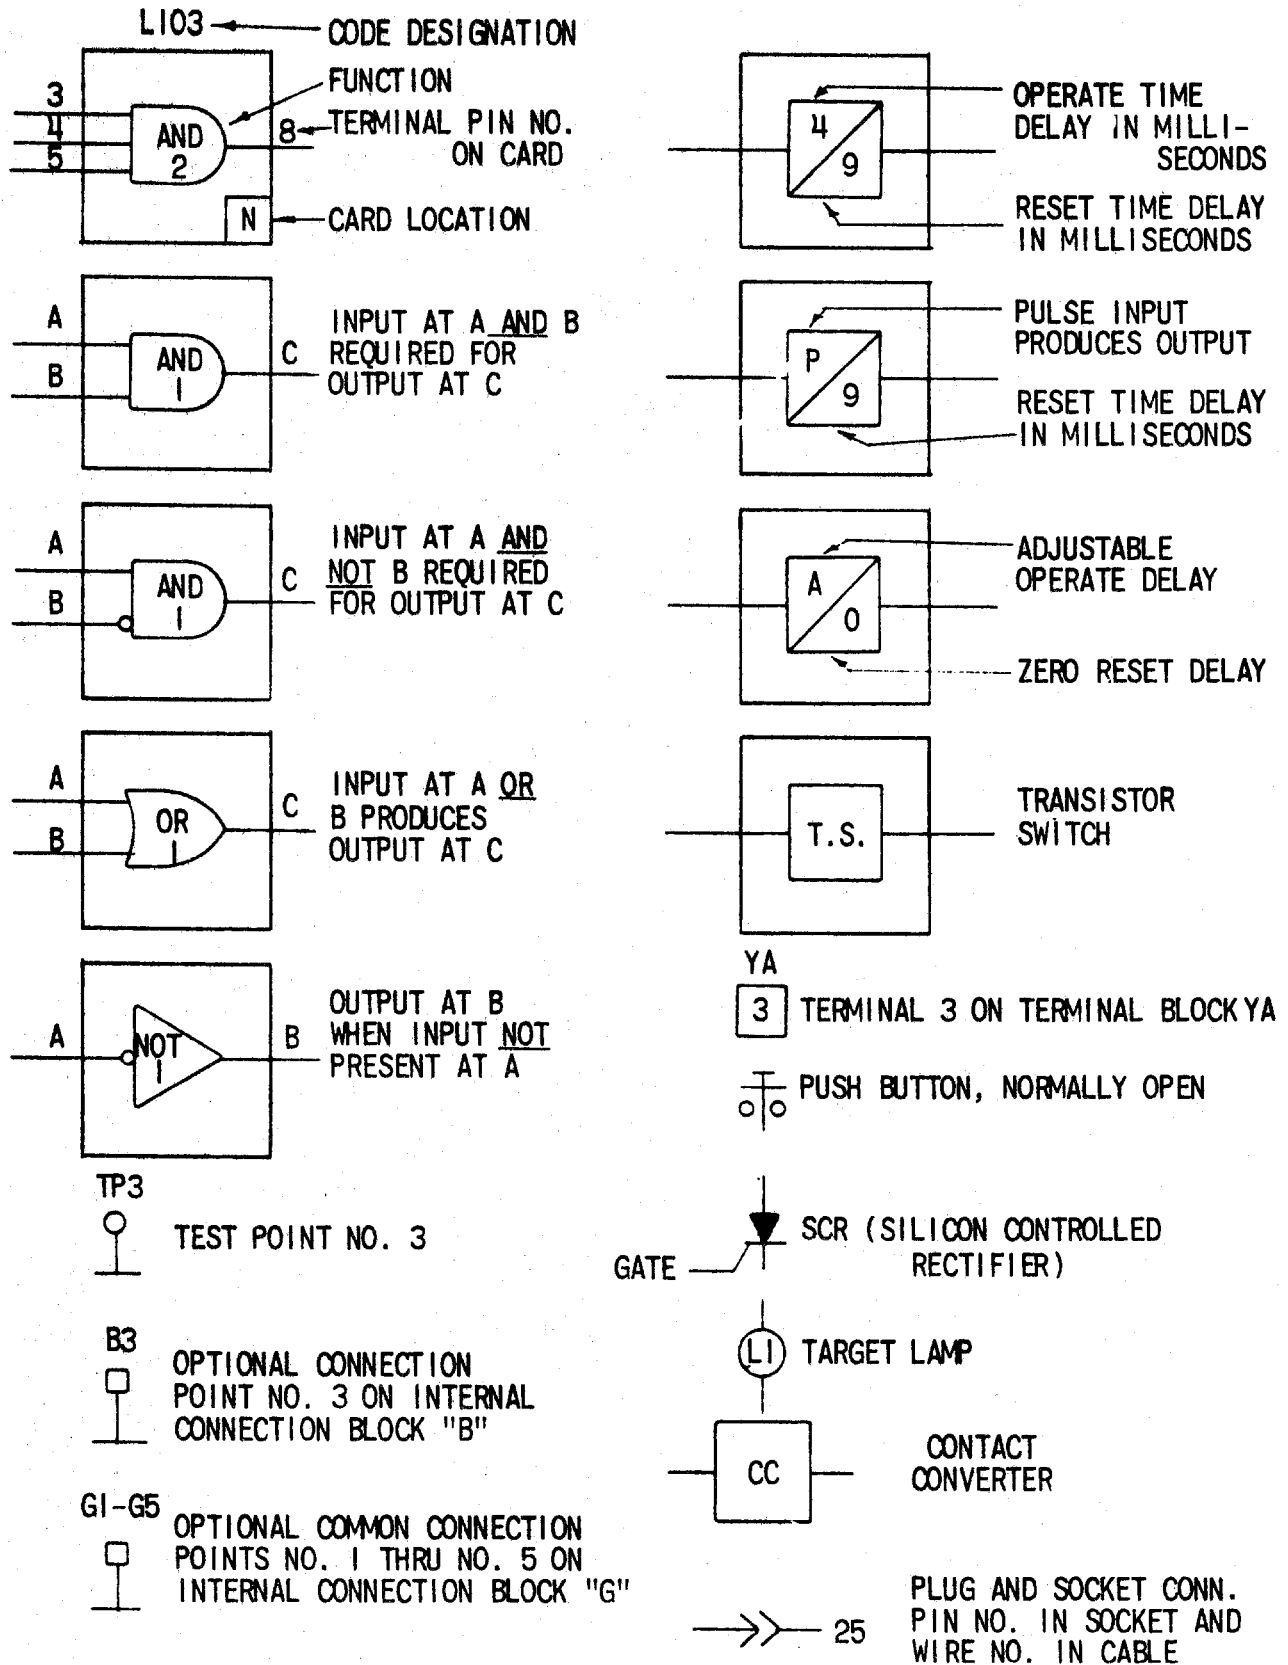 L103
CODE DESIGNATION
FUNCTION
3
4
5
AND
2
8
TERMINAL PIN NO.
ON CARD
N
CARD LOCATION
A
B
AND
1
C
INPUT AT A AND B
REQUIRED FOR
OUTPUT AT C
A
B
AND
1
C
INPUT AT A AND
NOT B REQUIRED
FOR OUTPUT AT C
A
B
OR
1
C
INPUT AT A OR
B PRODUCES
OUTPUT AT C
A
NOT
1
B
OUTPUT AT B
WHEN INPUT NOT
PRESENT AT A
TP3
TEST POINT NO. 3
B3
OPTIONAL CONNECTION
POINT NO. 3 ON INTERNAL
CONNECTION BLOCK "B"
G1-G5
OPTIONAL COMMON CONNECTION
POINTS NO. 1 THRU NO. 5 ON
INTERNAL CONNECTION BLOCK "G"
4
9
OPERATE TIME
DELAY IN MILLI-
SECONDS
RESET TIME DELAY
IN MILLISECONDS
P
9
PULSE INPUT
PRODUCES OUTPUT
RESET TIME DELAY
IN MILLISECONDS
A
0
ADJUSTABLE
OPERATE DELAY
ZERO RESET DELAY
T.S.
TRANSISTOR
SWITCH
YA
3
TERMINAL 3 ON TERMINAL BLOCK YA
PUSH BUTTON, NORMALLY OPEN
GATE
SCR (SILICON CONTROLLED
RECTIFIER)
L1
TARGET LAMP
CC
CONTACT
CONVERTER
25
PLUG AND SOCKET CONN.
PIN NO. IN SOCKET AND
WIRE NO. IN CABLE